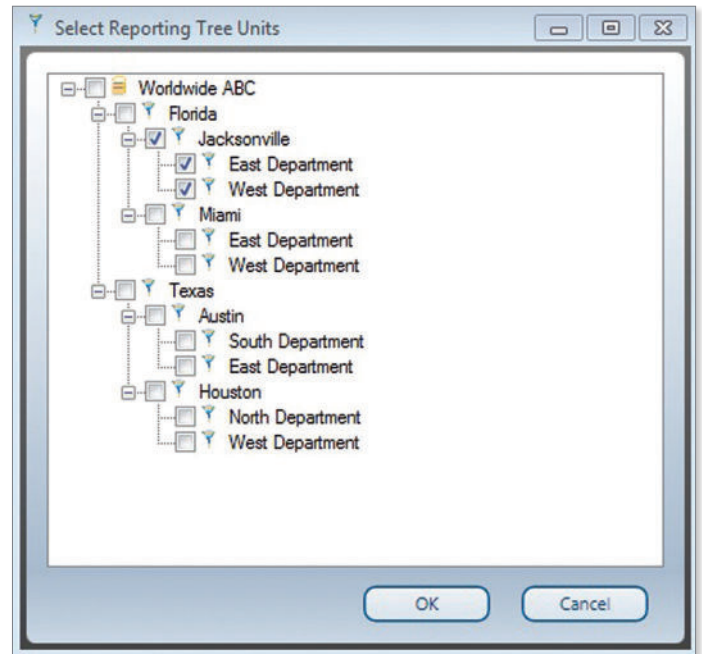 Select Reporting Tree Units
Worldwide ABC
Florida
Jacksonville
East Department
West Department
Miami
East Department
West Department
Texas
Austin
South Department
East Department
Houston
North Department
West Department
OK Cancel